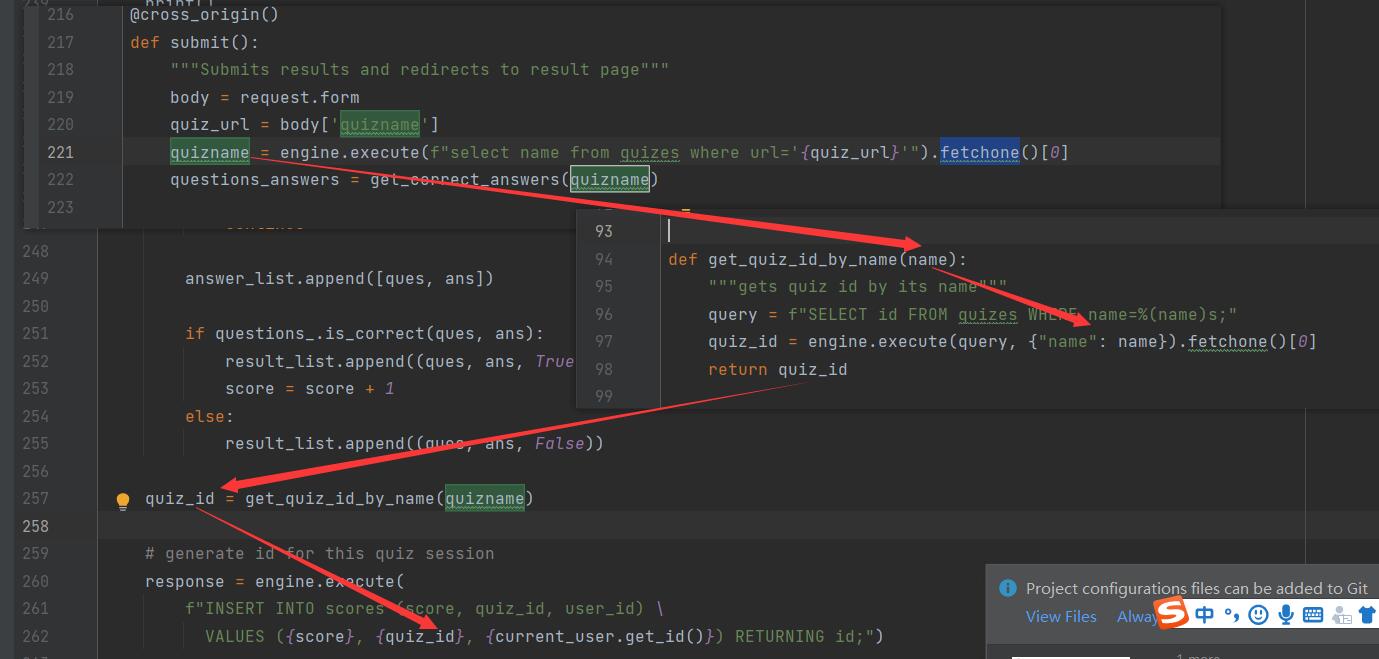 216 @cross_origin()
217 def submit():
218 """Submits results and redirects to result page"""
219 body = request.form
220 quiz_url = body['quizname']
221 quizname = engine.execute(f"select name from quizes where url='{quiz_url}'").fetchone()[0]
222 questions_answers = get_correct_answers(quizname)
223
93
94 def get_quiz_id_by_name(name):
95 """gets quiz id by its name"""
96 query = f"SELECT id FROM quizes WHERE name=%(name)s;"
97 quiz_id = engine.execute(query, {"name": name}).fetchone()[0]
98 return quiz_id
99
248
249 answer_list.append([ques, ans])
250
251 if questions_.is_correct(ques, ans):
252 result_list.append((ques, ans, True
253 score = score + 1
254 else:
255 result_list.append((ques, ans, False))
256
257 quiz_id = get_quiz_id_by_name(quizname)
258
259 # generate id for this quiz session
260 response = engine.execute(
261 f"INSERT INTO scores (score, quiz_id, user_id) \
262 VALUES ({score}, {quiz_id}, {current_user.get_id()}) RETURNING id;")
Project configurations files can be added to Git
View Files Alway
S 中
1 more